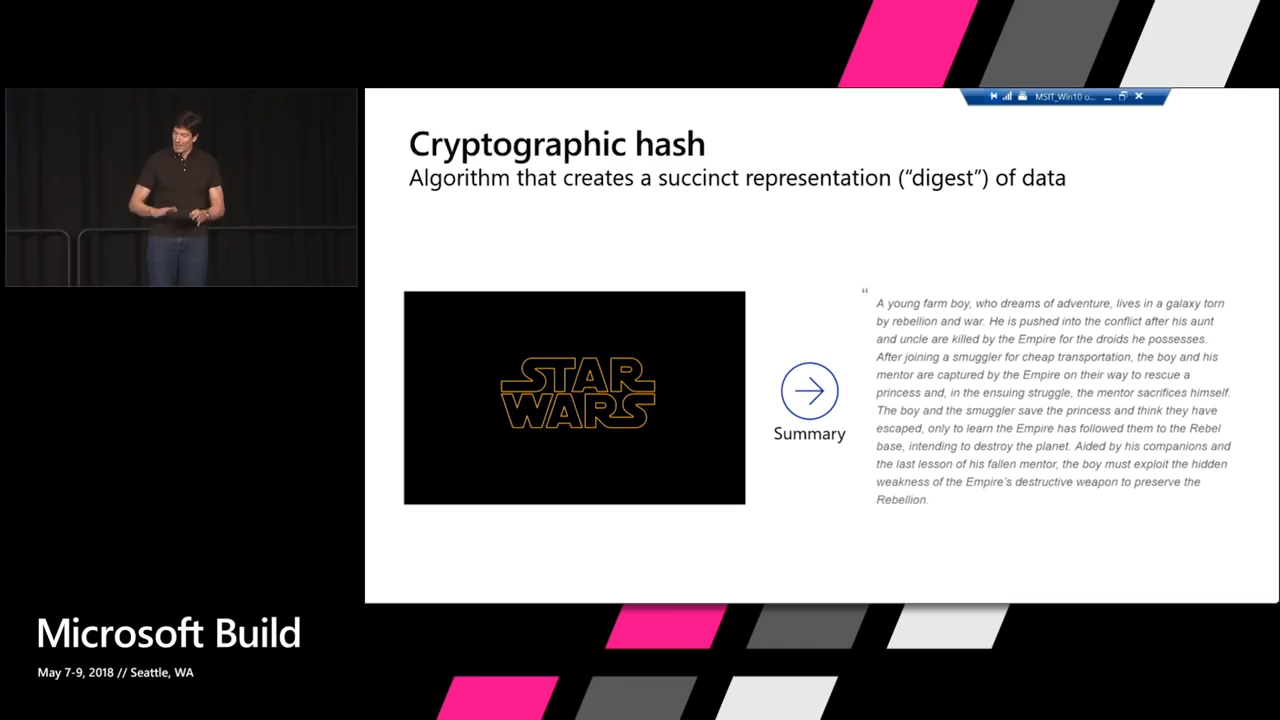 MSIT_Win10 o...
Cryptographic hash
Algorithm that creates a succinct representation (“digest”) of data
STAR
WARS
Summary
“
A young farm boy, who dreams of adventure, lives in a galaxy torn
by rebellion and war. He is pushed into the conflict after his aunt
and uncle are killed by the Empire for the droids he possesses.
After joining a smuggler for cheap transportation, the boy and his
mentor are captured by the Empire on their way to rescue a
princess and, in the ensuing struggle, the mentor sacrifices himself.
The boy and the smuggler save the princess and think they have
escaped, only to learn the Empire has followed them to the Rebel
base, intending to destroy the planet. Aided by his companions and
the last lesson of his fallen mentor, the boy must exploit the hidden
weakness of the Empire’s destructive weapon to preserve the
Rebellion.
Microsoft Build
May 7-9, 2018 // Seattle, WA